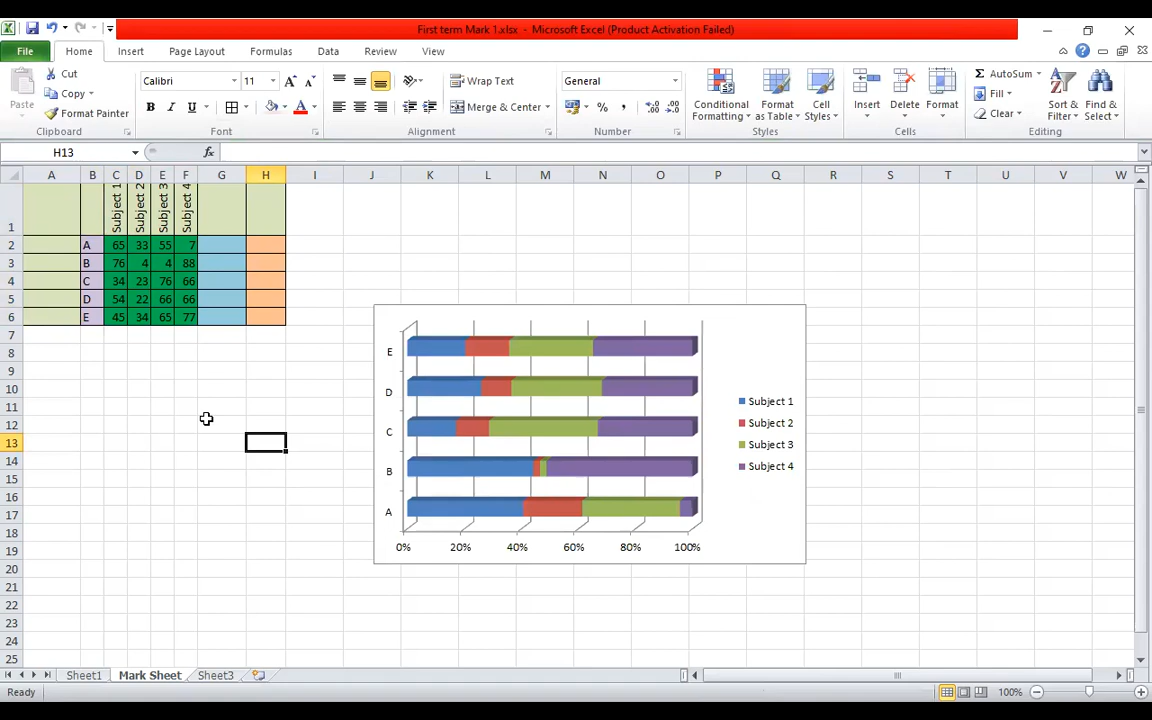 First term Mark 1.xlsx - Microsoft Excel (Product Activation Failed)
File Home Insert Page Layout Formulas Data Review View
Paste Cut Copy Format Painter Clipboard
Calibri 11 B I U Font
Wrap Text Merge & Center Alignment
General % , Number
Conditional Formatting Format as Table Cell Styles Styles
Insert Delete Format Cells
AutoSum Fill Clear Sort & Filter Find & Select Editing
H13 fx
A B C D E F G H I J K L M N O P Q R S T U V W
1 Subject 1 Subject 2 Subject 3 Subject 4
2 A 65 33 55 7
3 B 76 4 4 88
4 C 34 23 76 66
5 D 54 22 66 66
6 E 45 34 65 77
7
8
9
10
11
12
13
14
15
16
17
18
19
20
21
22
23
24
25
E
D
C
B
A
0% 20% 40% 60% 80% 100%
Subject 1
Subject 2
Subject 3
Subject 4
Sheet1 Mark Sheet Sheet3
Ready 100%